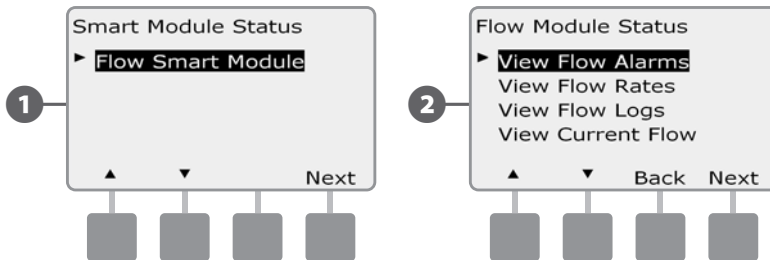 1
Smart Module Status
► Flow Smart Module
▲ ▼ Next
2
Flow Module Status
► View Flow Alarms
View Flow Rates
View Flow Logs
View Current Flow
▲ ▼ Back Next